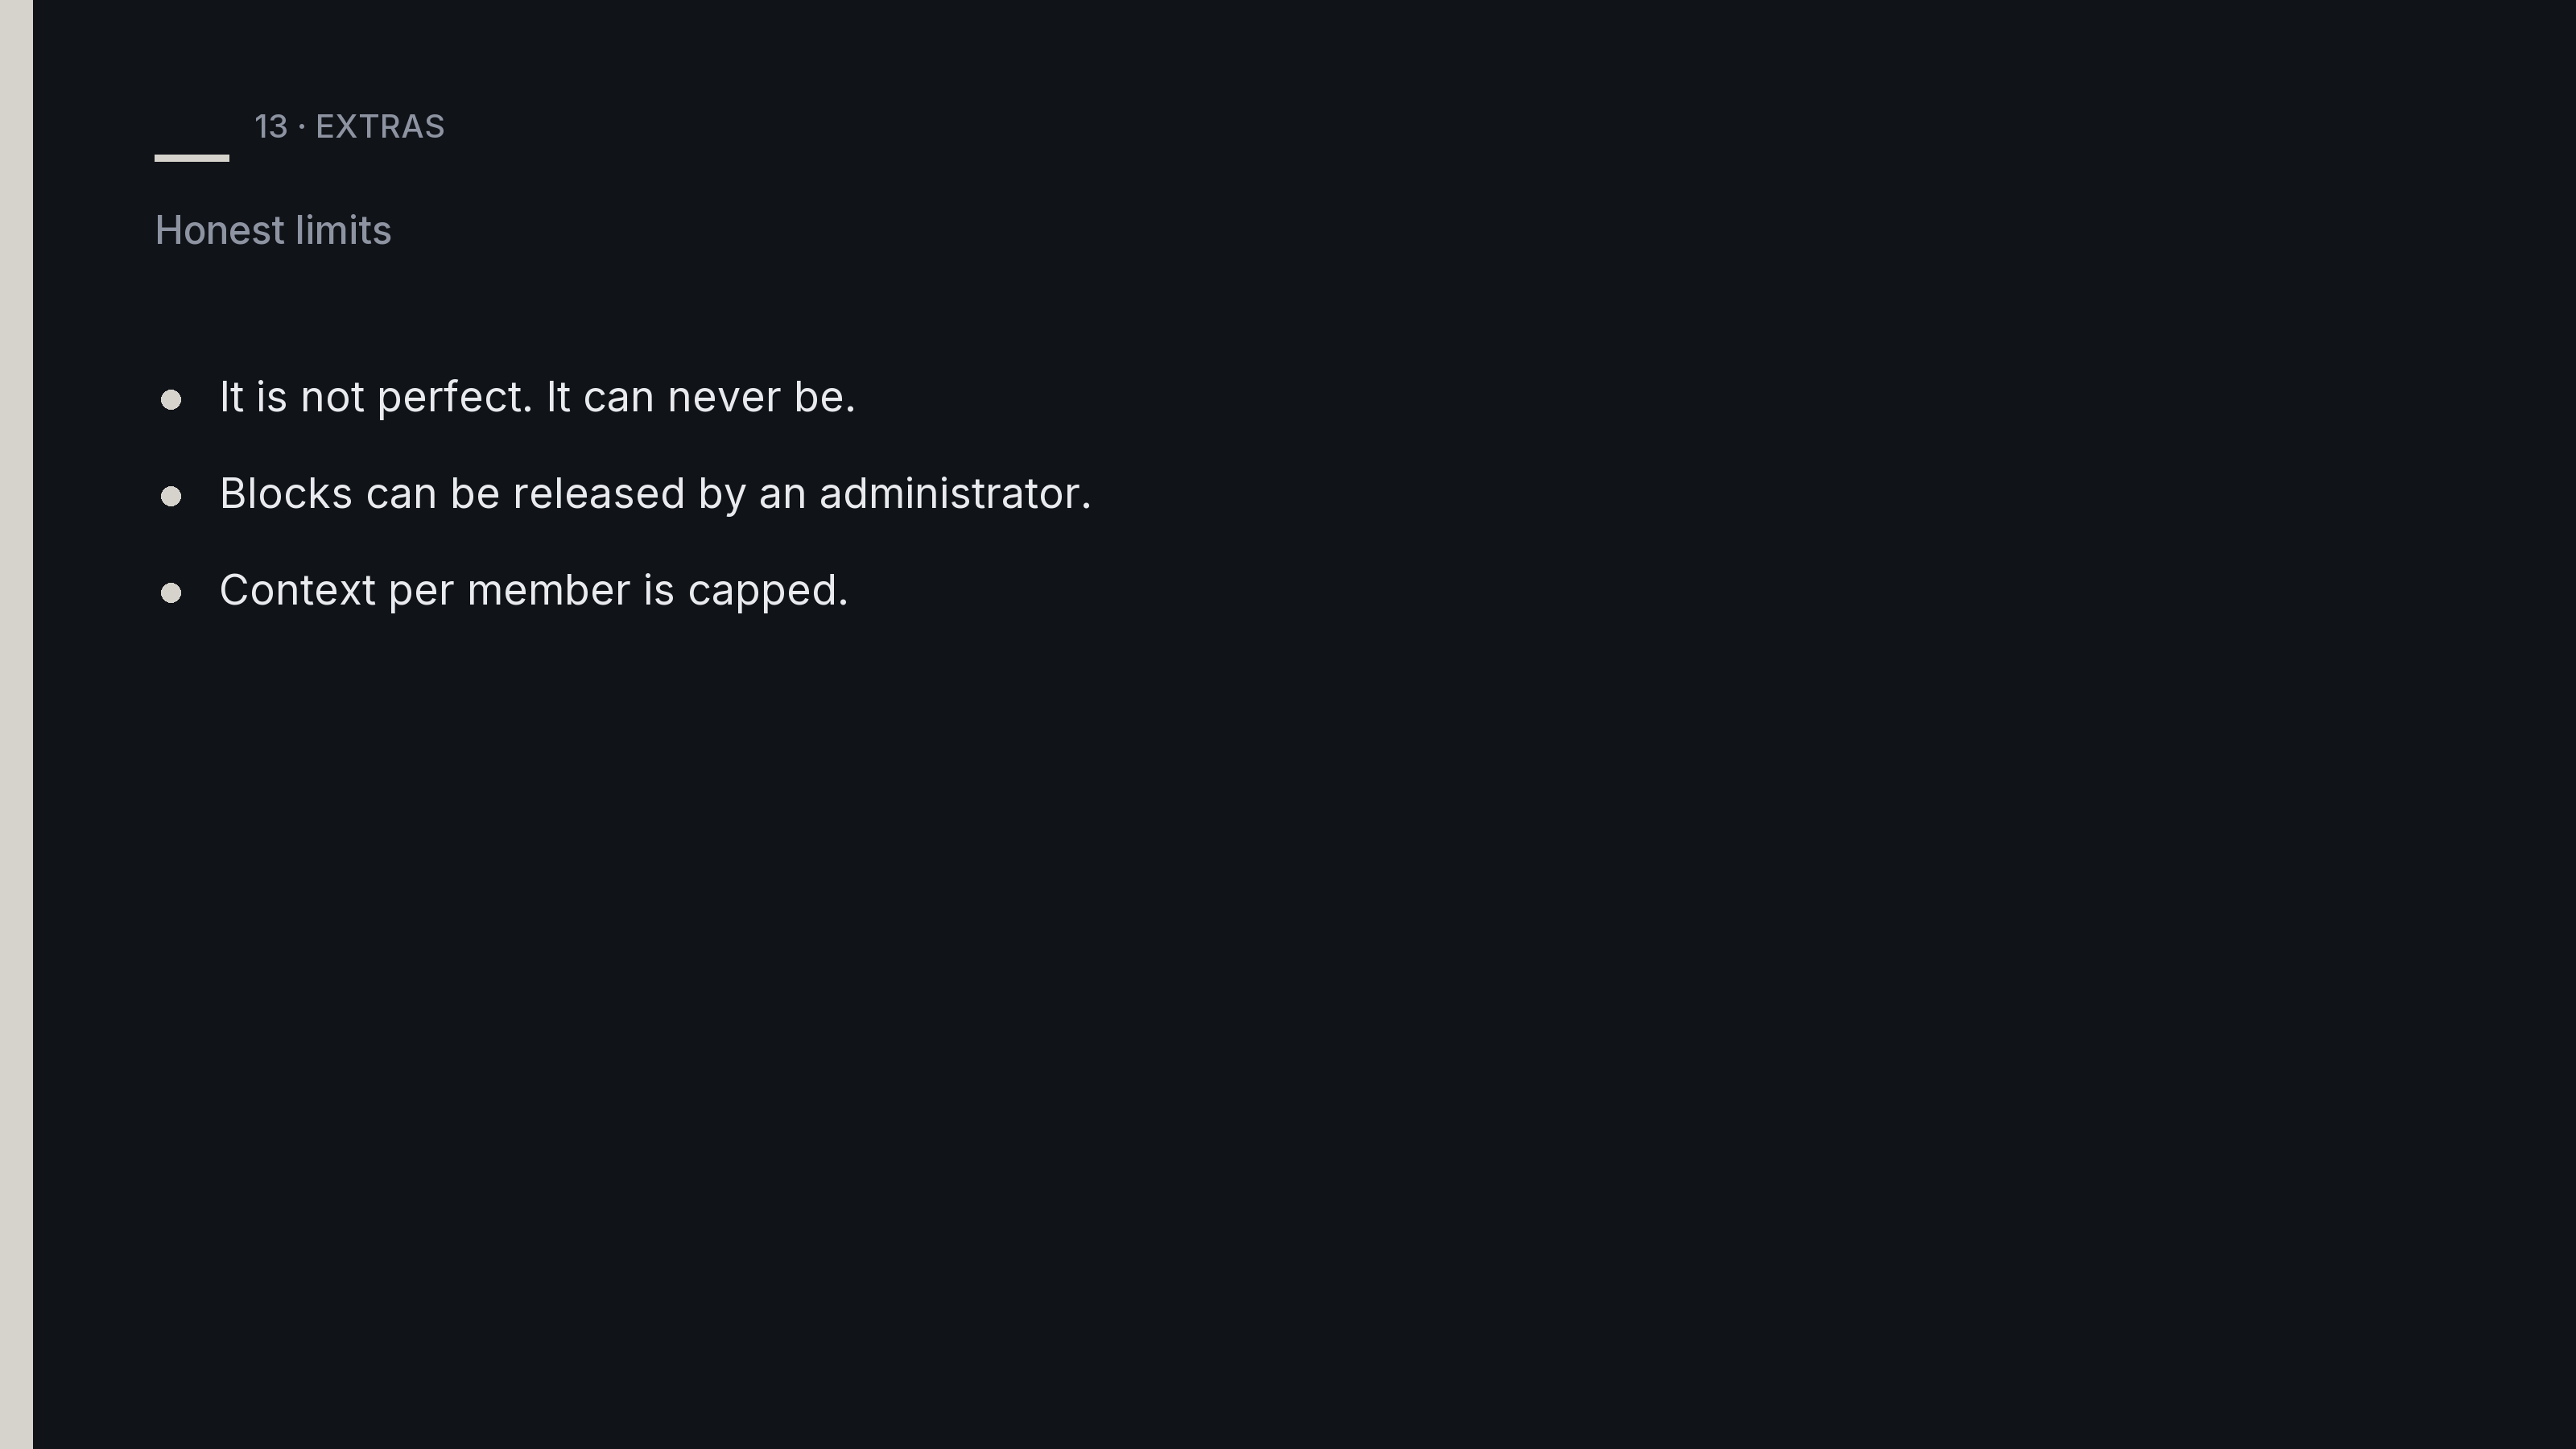 13 · EXTRAS
Honest limits
It is not perfect. It can never be.
Blocks can be released by an administrator.
Context per member is capped.